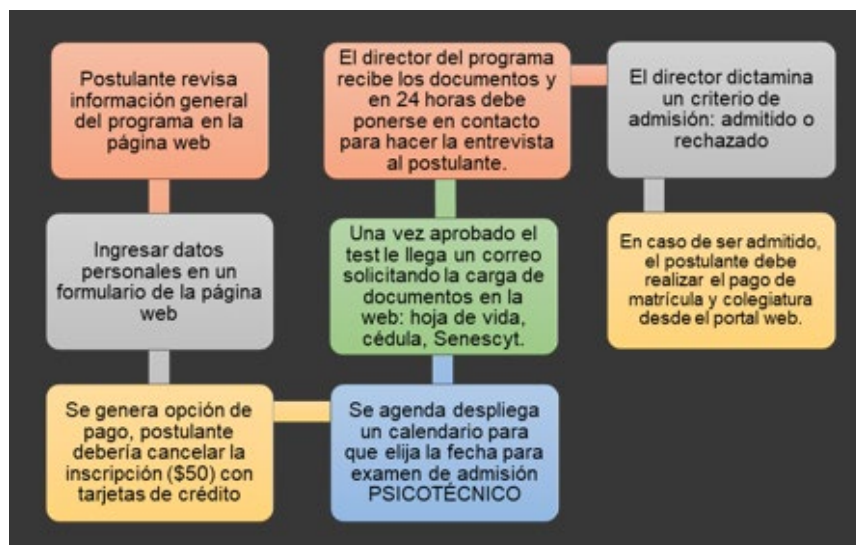 Postulante revisa
información general
del programa en la
página web
Ingresar datos
personales en un
formulario de la página
web
Se genera opción de
pago, postulante
debería cancelar la
inscripción ($50) con
tarjetas de crédito
Se agenda despliega
un calendario para
que elija la fecha para
examen de admisión
PSICOTÉCNICO
Una vez aprobado el
test le llega un correo
solicitando la carga de
documentos en la
web: hoja de vida,
cédula, Senescyt.
El director del programa
recibe los documentos y
en 24 horas debe
ponerse en contacto
para hacer la entrevista
al postulante.
El director dictamina
un criterio de
admisión: admitido o
rechazado
En caso de ser admitido,
el postulante debe
realizar el pago de
matrícula y colegiatura
desde el portal web.